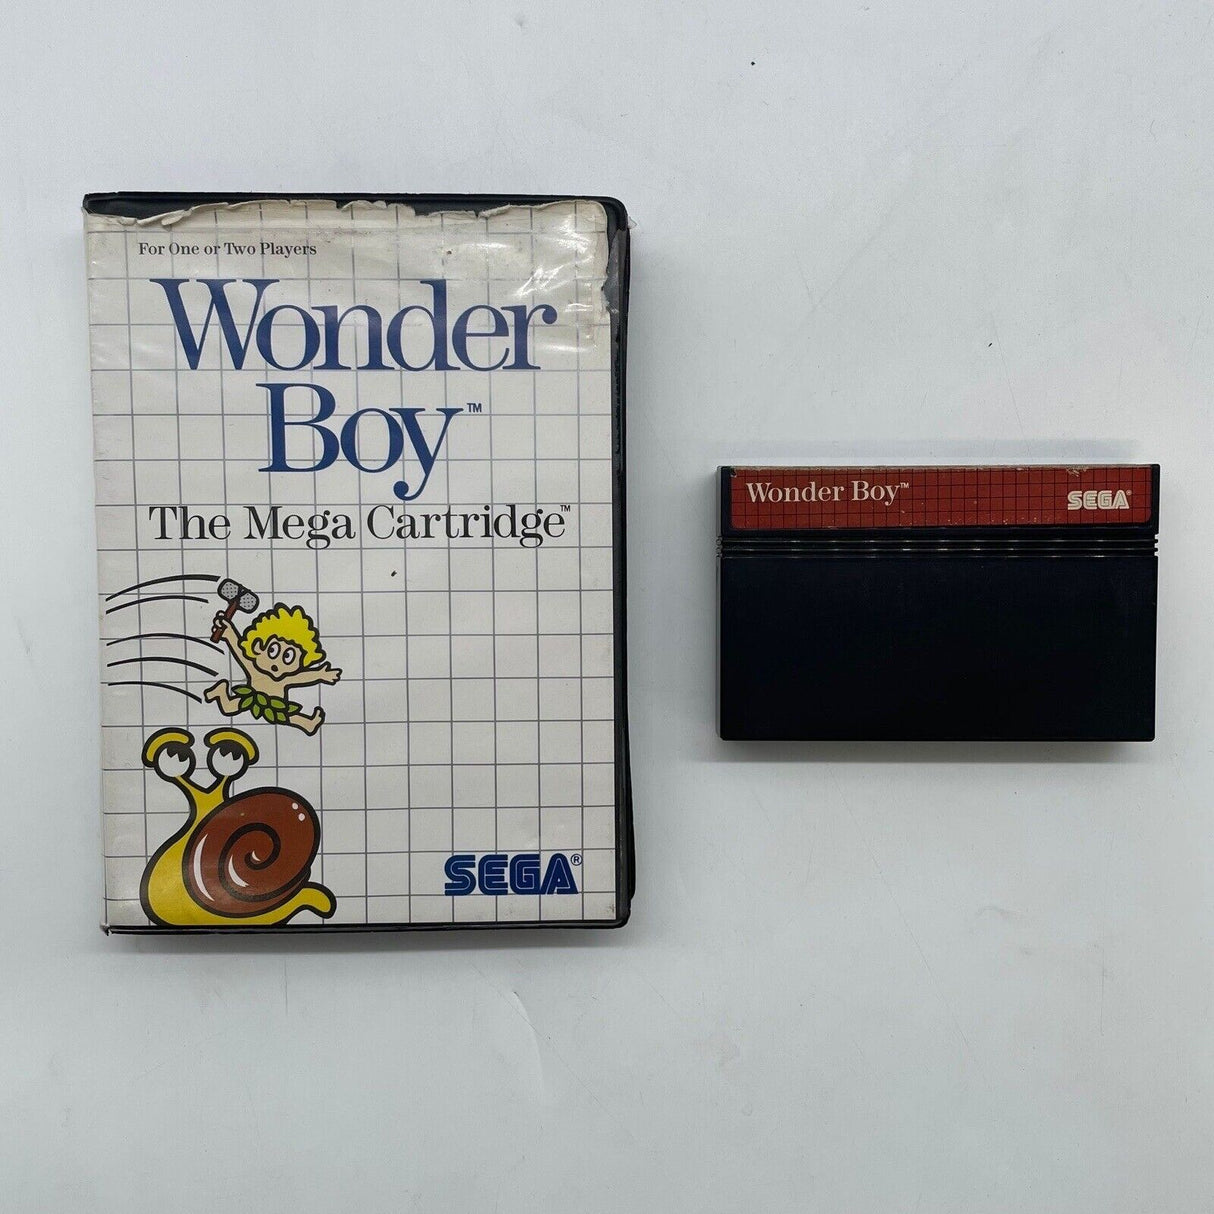 For One or Two Players
Wonder
Boy™
The Mega Cartridge™
SEGA®
Wonder Boy™
SEGA®